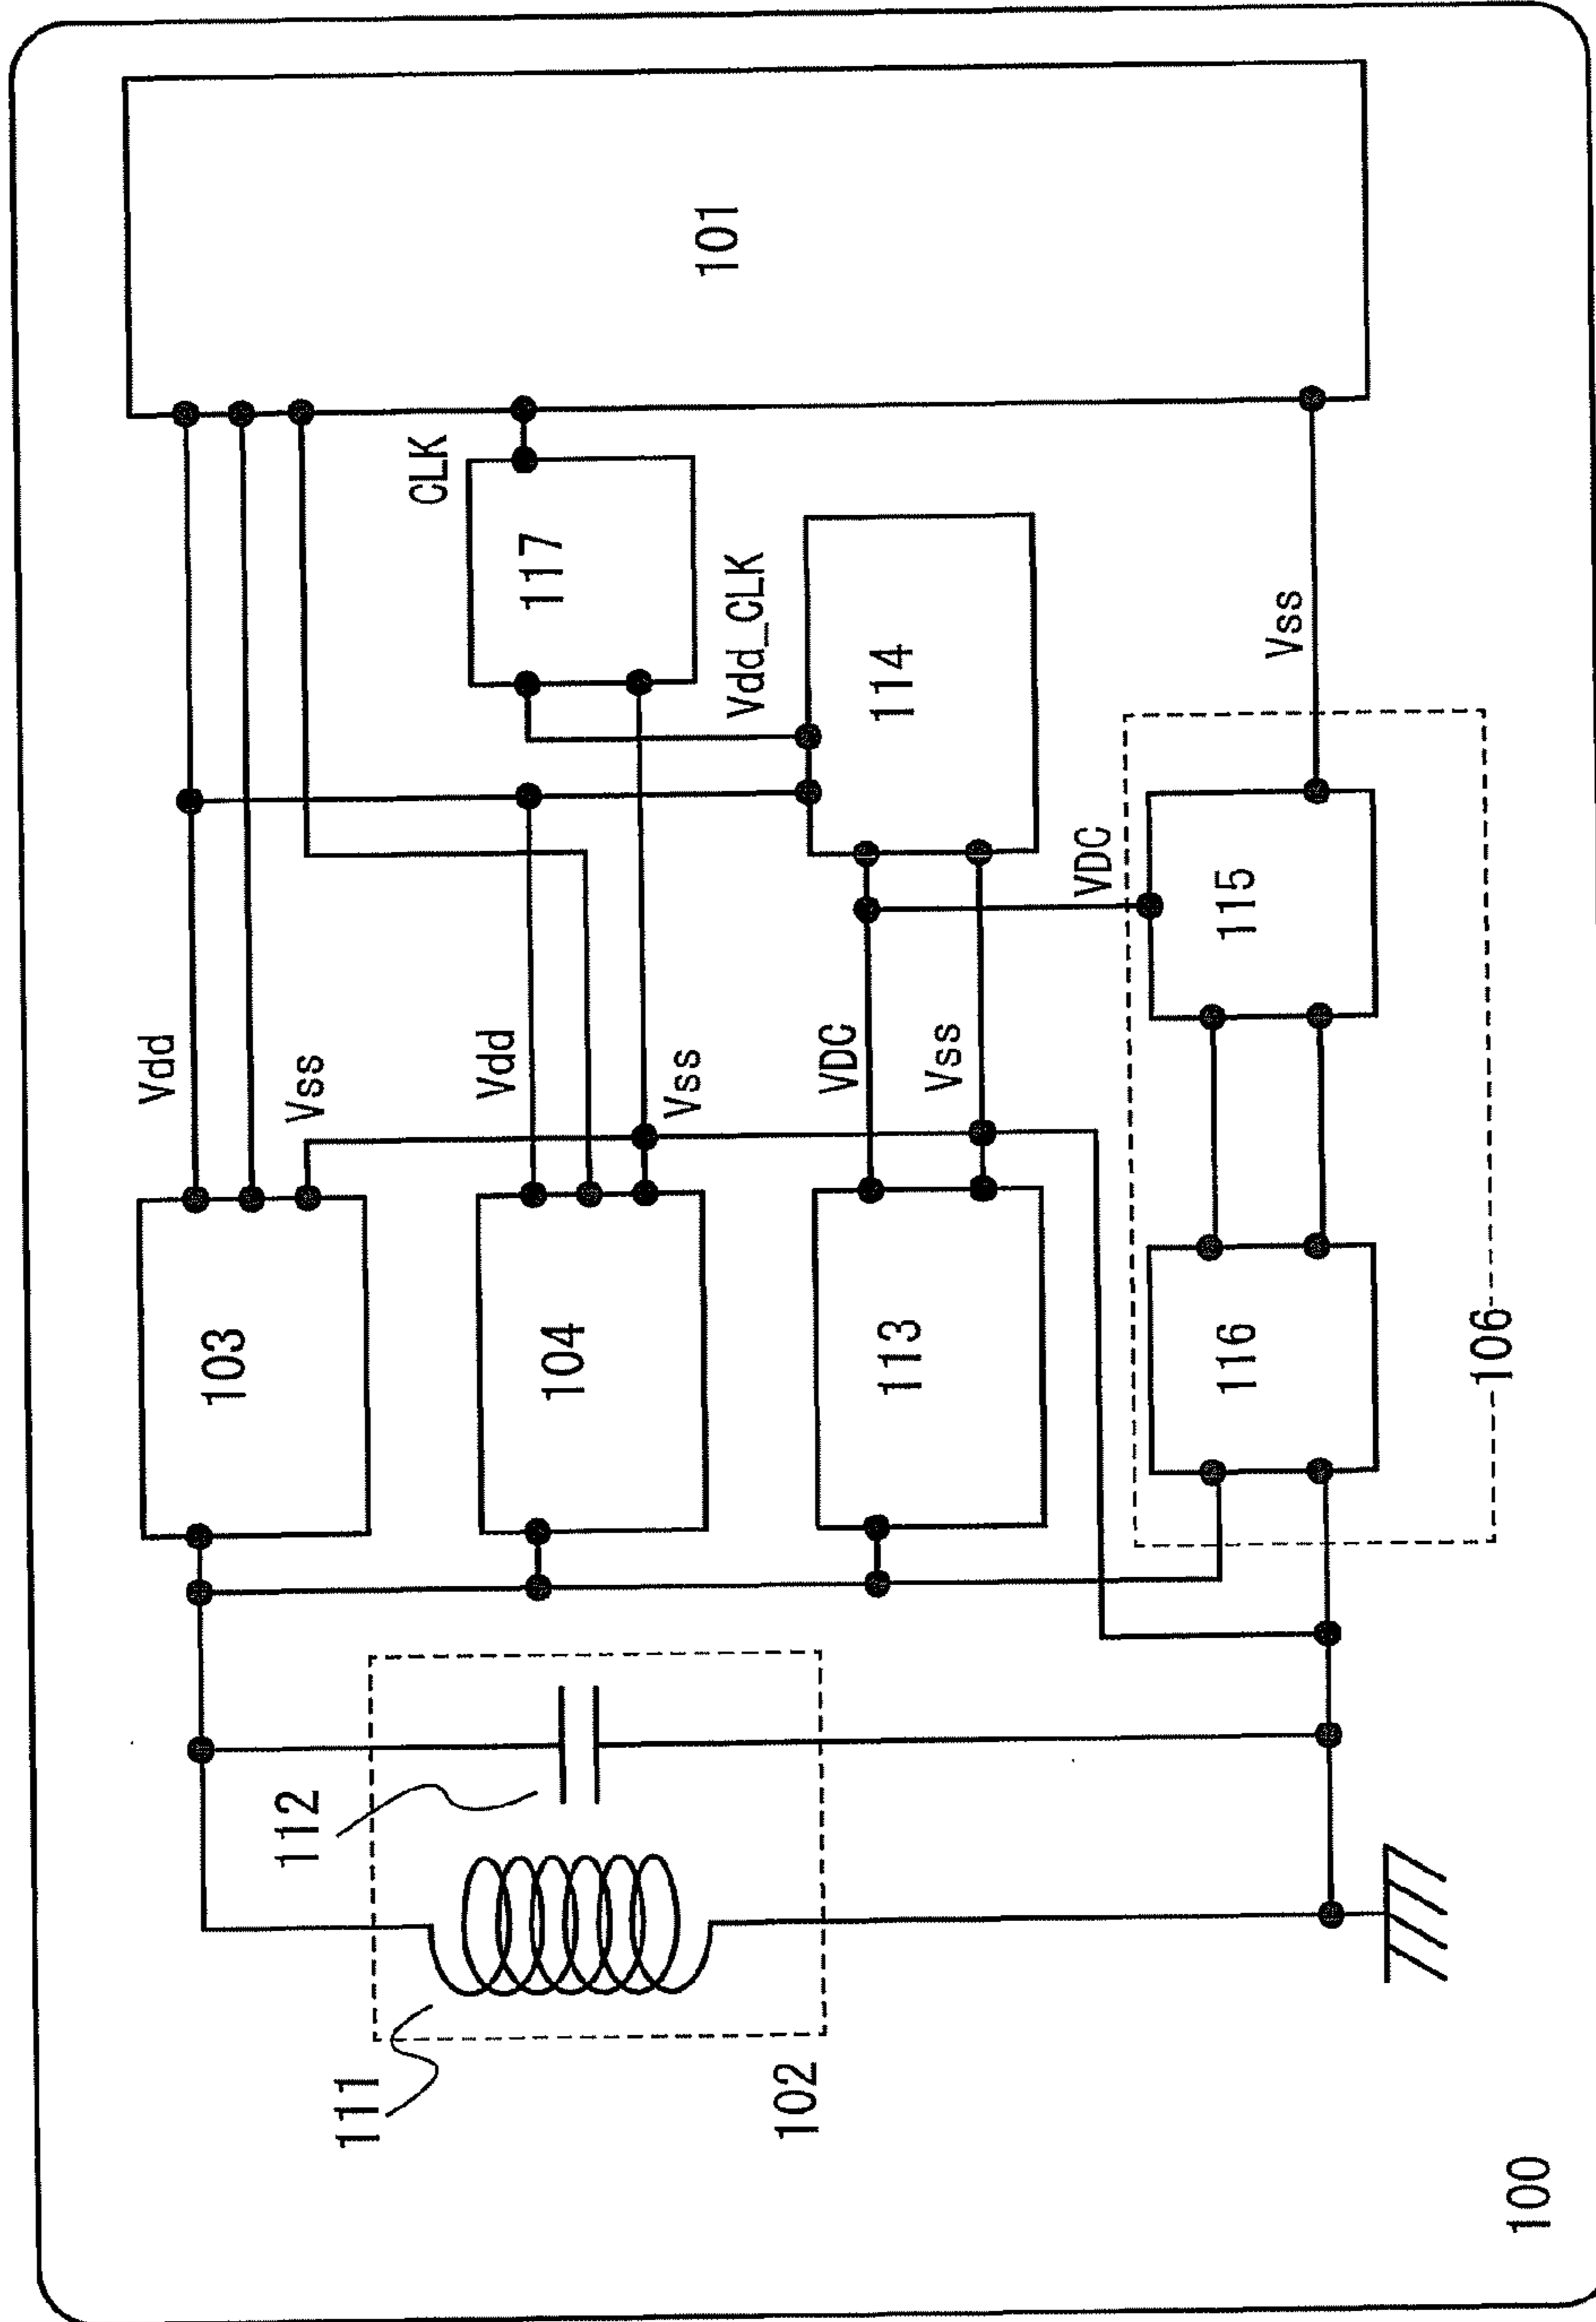 111
112
102
100
103
104
113
116
106
115
114
117
101
Vdd
Vss
Vdd
Vss
VDC
Vss
VDC
Vdd_CLK
CLK
Vss